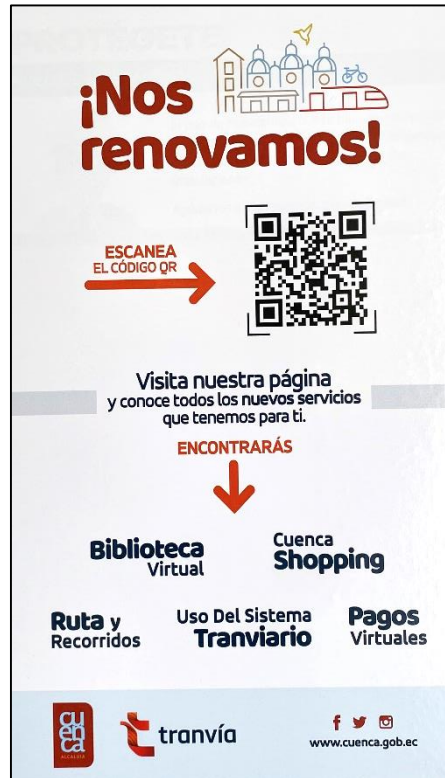 ¡Nos
renovamos!
ESCANEA
EL CÓDIGO QR
Visita nuestra página
y conoce todos los nuevos servicios
que tenemos para ti.
ENCONTRARÁS
Biblioteca
Virtual
Cuenca
Shopping
Ruta y
Recorridos
Uso Del Sistema
Tranviario
Pagos
Virtuales
cu
en
ca
ALCALDÍA
tranvía
www.cuenca.gob.ec